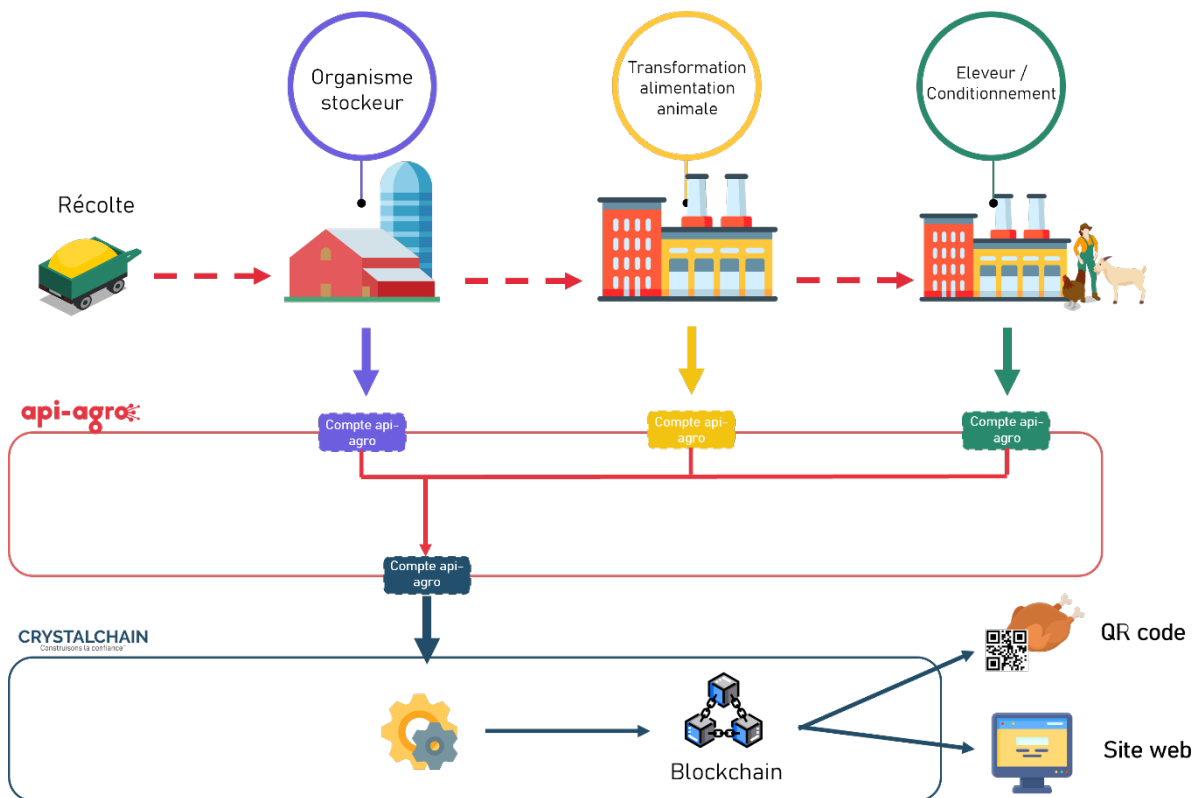 Organisme
stockeur
Transformation
alimentation
animale
Eleveur /
Conditionnement
Récolte
api-agro
Compte api-
agro
Compte api-
agro
Compte api-
agro
Compte api-
agro
CRYSTALCHAIN
Construisons la confiance
QR code
Blockchain
Site web